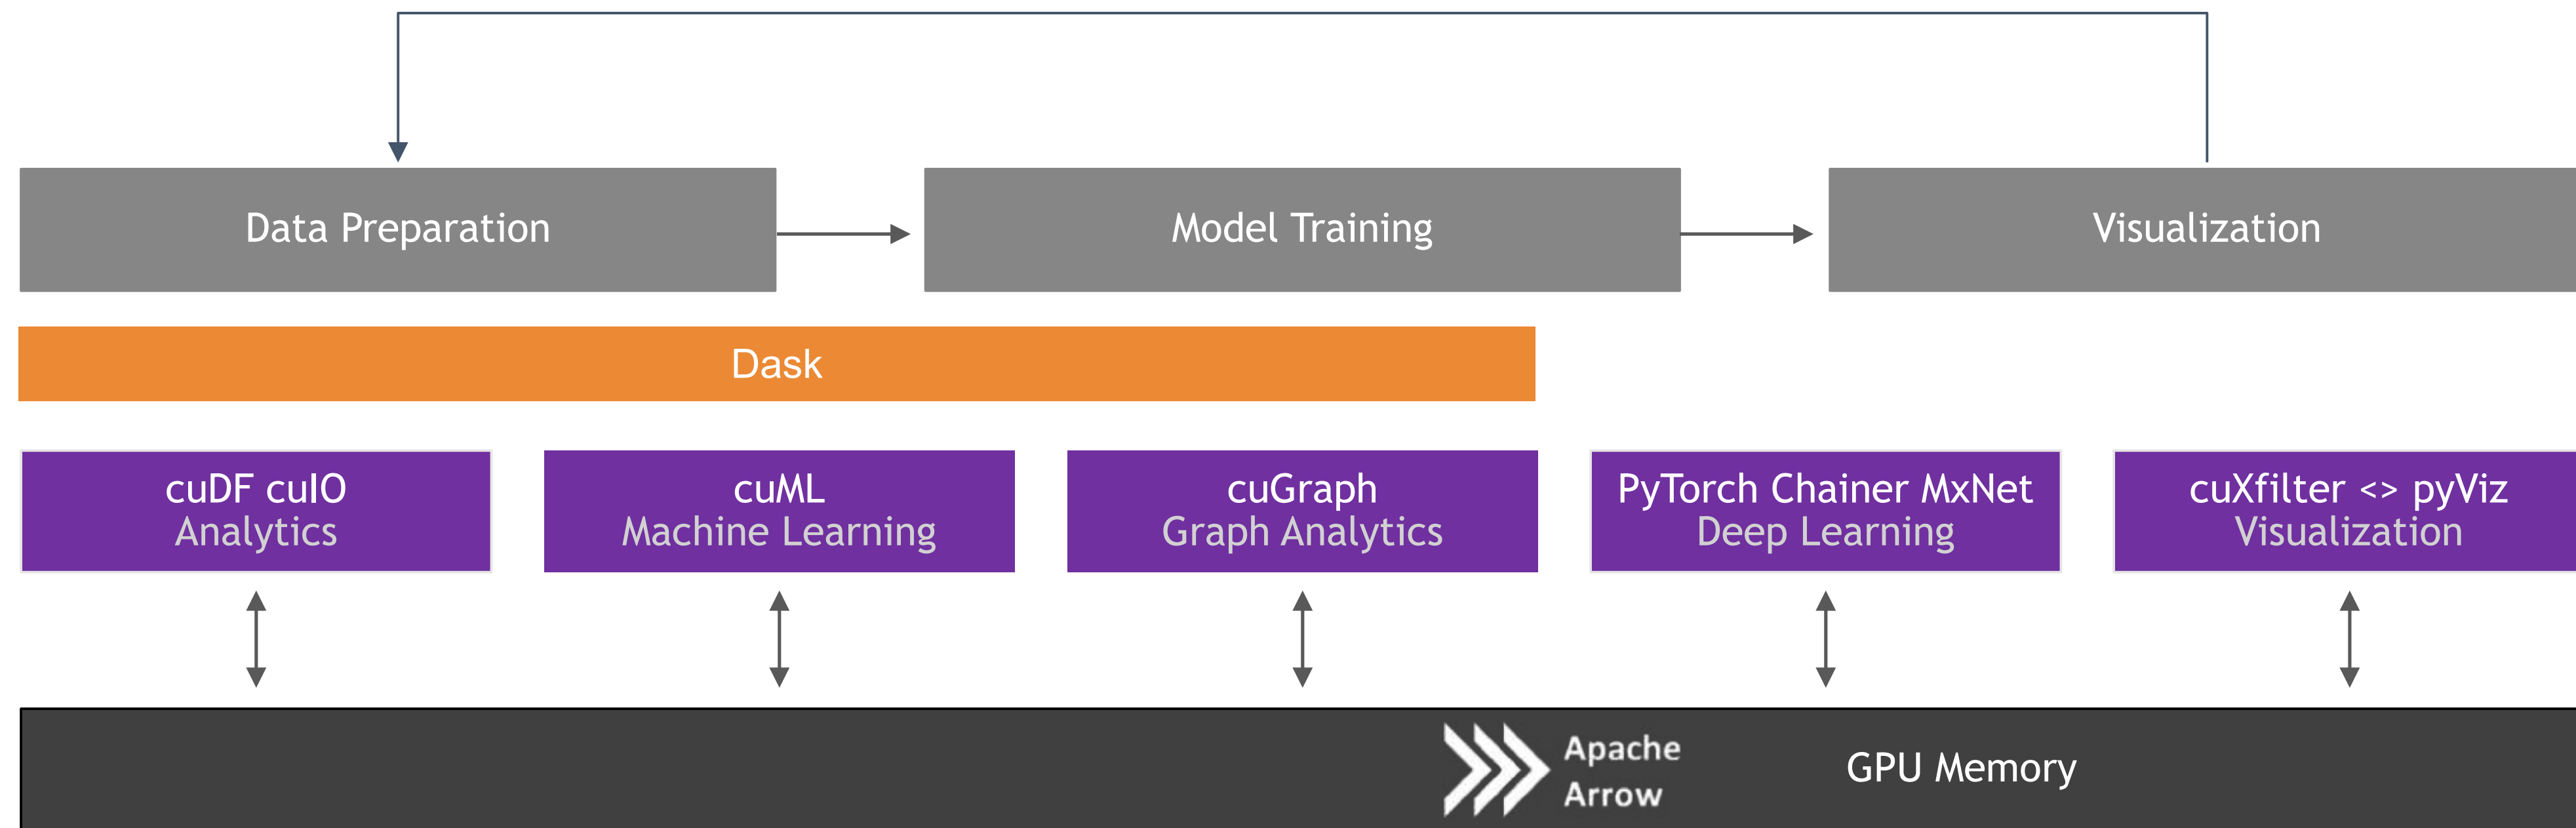 Data Preparation
Model Training
Visualization
Dask
cuDF cuIO
Analytics
cuML
Machine Learning
cuGraph
Graph Analytics
PyTorch Chainer MxNet
Deep Learning
cuXfilter <> pyViz
Visualization
Apache
Arrow
GPU Memory